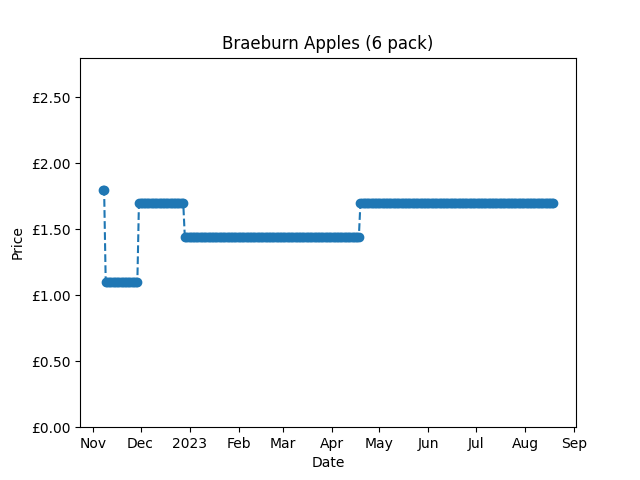 Braeburn Apples (6 pack)
£2.50
£2.00
£1.50
£1.00
£0.50
£0.00
Price
Nov Dec 2023 Feb Mar Apr May Jun Jul Aug Sep
Date